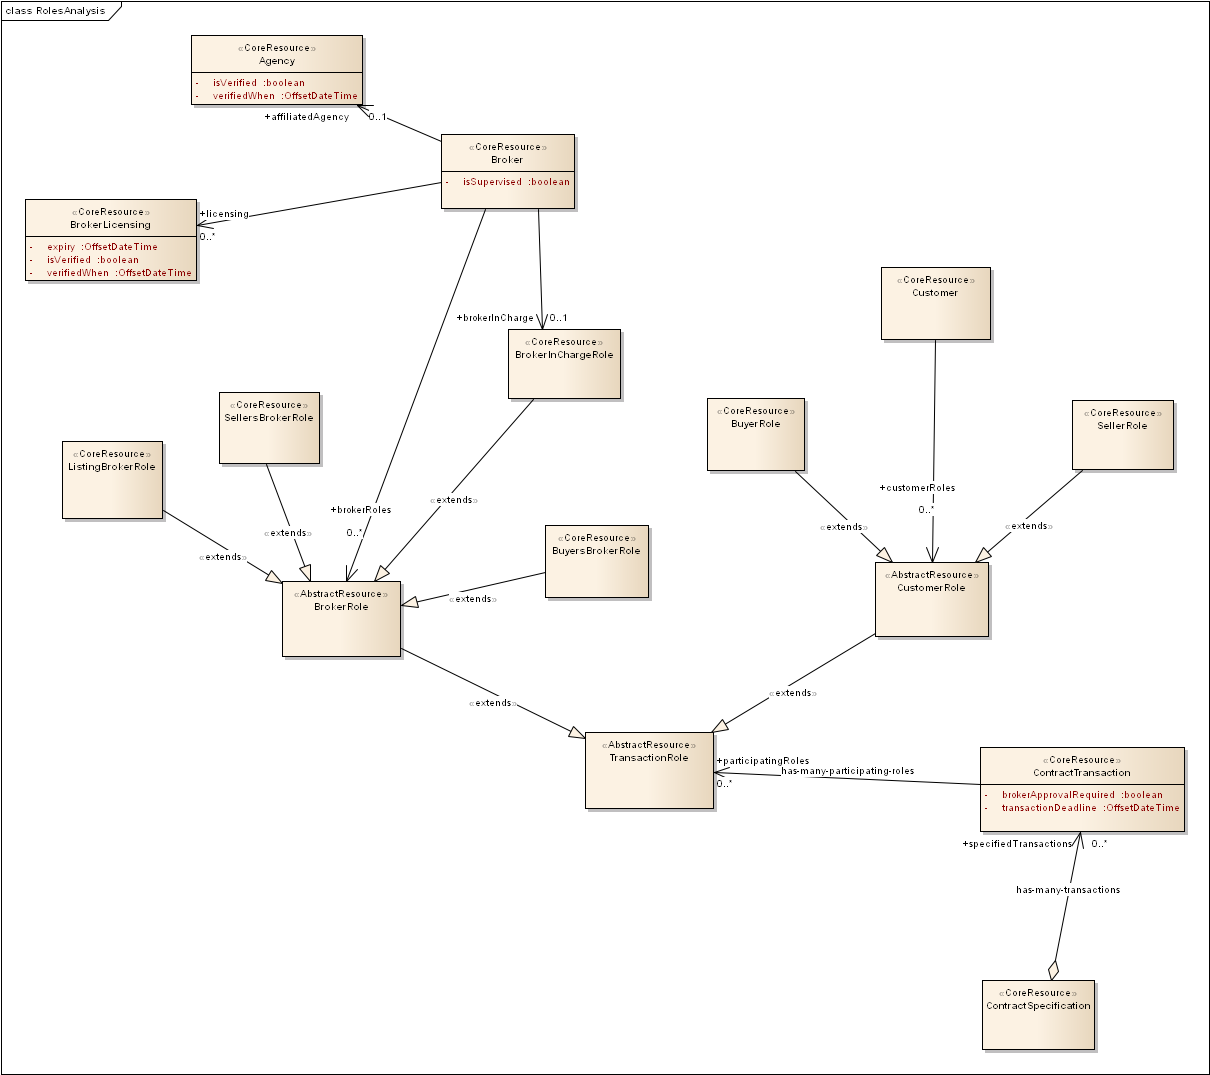 class RolesAnalysis
«CoreResource»
Agency
- isVerified :boolean
- verifiedWhen :OffsetDateTime
+affiliatedAgency
0..1
«CoreResource»
Broker
- isSupervised :boolean
+licensing
0..*
«CoreResource»
BrokerLicensing
- expiry :OffsetDateTime
- isVerified :boolean
- verifiedWhen :OffsetDateTime
«CoreResource»
Customer
+brokerInCharge
0..1
«CoreResource»
BrokerInChargeRole
«CoreResource»
SellersBrokerRole
«CoreResource»
BuyerRole
«CoreResource»
SellerRole
«CoreResource»
ListingBrokerRole
+customerRoles
0..*
«extends»
+brokerRoles
0..*
«extends»
«extends»
«extends»
«extends»
«CoreResource»
BuyersBrokerRole
«extends»
«AbstractResource»
BrokerRole
«AbstractResource»
CustomerRole
«extends»
«extends»
«AbstractResource»
TransactionRole
+participatingRoles
has-many-participating-roles
0..*
«CoreResource»
ContractTransaction
- brokerApprovalRequired :boolean
- transactionDeadline :OffsetDateTime
+specifiedTransactions
0..*
has-many-transactions
«CoreResource»
ContractSpecification